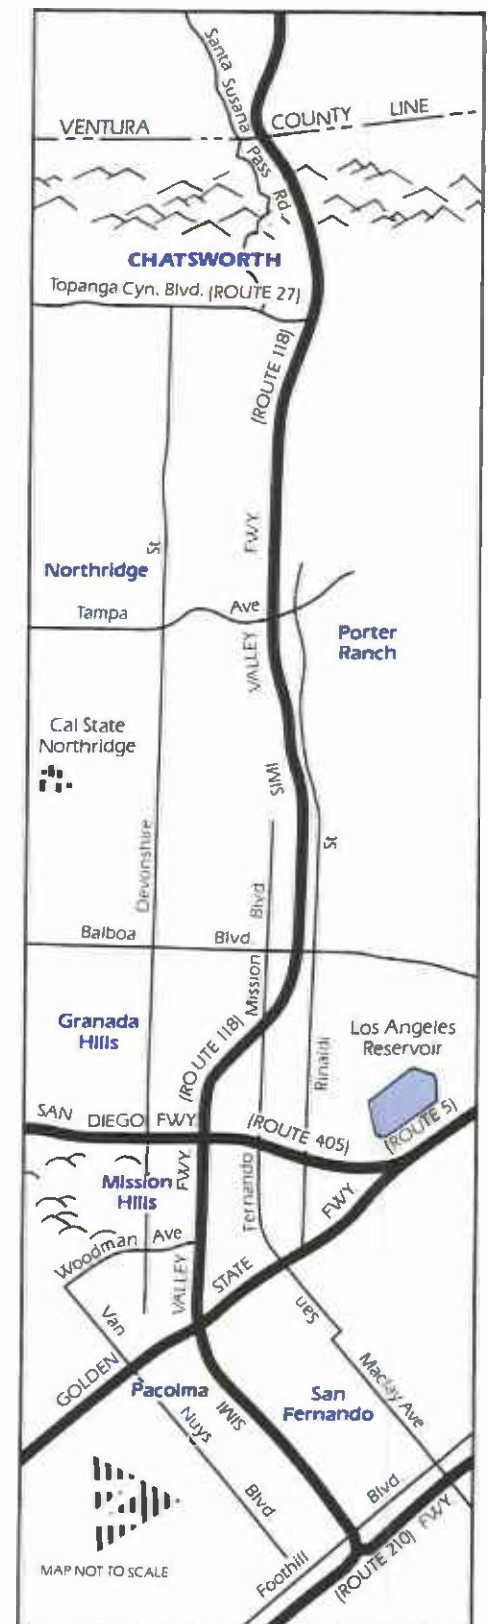 Santa Susana Pass Rd.
VENTURA COUNTY LINE
CHATSWORTH
Topanga Cyn. Blvd. (ROUTE 27)
(ROUTE 118)
SIMI VALLEY FWY.
Northridge
Devonshire St
Tampa Ave
Porter
Ranch
Cal State
Northridge
Rinaldi St
Balboa Blvd
San Fernando Mission Blvd
Granada
Hills
(ROUTE 118)
Los Angeles
Reservoir
SAN DIEGO FWY (ROUTE 405)
(ROUTE 5)
Mission
Hills
SIMI VALLEY FWY.
GOLDEN STATE FWY
Woodman Ave
Van Nuys Blvd
Pacoima
San
Fernando
Maclay Ave
Foothill Blvd
(ROUTE 210) FWY
MAP NOT TO SCALE